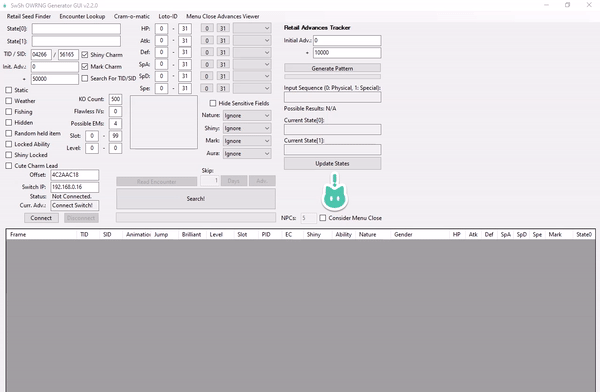 SwSh OWRNG Generator GUI v2.2.0
Retail Seed Finder Encounter Lookup Cram-o-matic Loto-ID Menu Close Advances Viewer
State[0]:
State[1]:
TID / SID: 04266 / 56165 Shiny Charm
Init. Adv.: 0 Mark Charm
+ 50000 Search For TID/SID
Static
Weather
Fishing
Hidden
Random held item
Locked Ability
Shiny Locked
Cute Charm Lead
KO Count: 500
Flawless IVs: 0
Possible EMs: 4
Slot: 0 - 99
Level: 0 -
Offset: 4C2AAC18
Switch IP: 192.168.0.16
Status: Not Connected.
Curr. Adv.: Connect Switch!
Connect Disconnect
HP: 0 - 31 0 31
Atk: 0 - 31 0 31
Def: 0 - 31 0 31
SpA: 0 - 31 0 31
SpD: 0 - 31 0 31
Spe: 0 - 31 0 31
Hide Sensitive Fields
Nature: Ignore
Shiny: Ignore
Mark: Ignore
Aura: Ignore
Skip:
Read Encounter 1 Days Adv.
Search!
Retail Advances Tracker
Initial Adv.: 0
+ 10000
Generate Pattern
Input Sequence (0: Physical, 1: Special):
Possible Results: N/A
Current State[0]:
Current State[1]:
Update States
NPCs: 5 Consider Menu Close
Frame TID SID Animation Jump Brilliant Level Slot PID EC Shiny Ability Nature Gender HP Atk Def SpA SpD Spe Mark State0